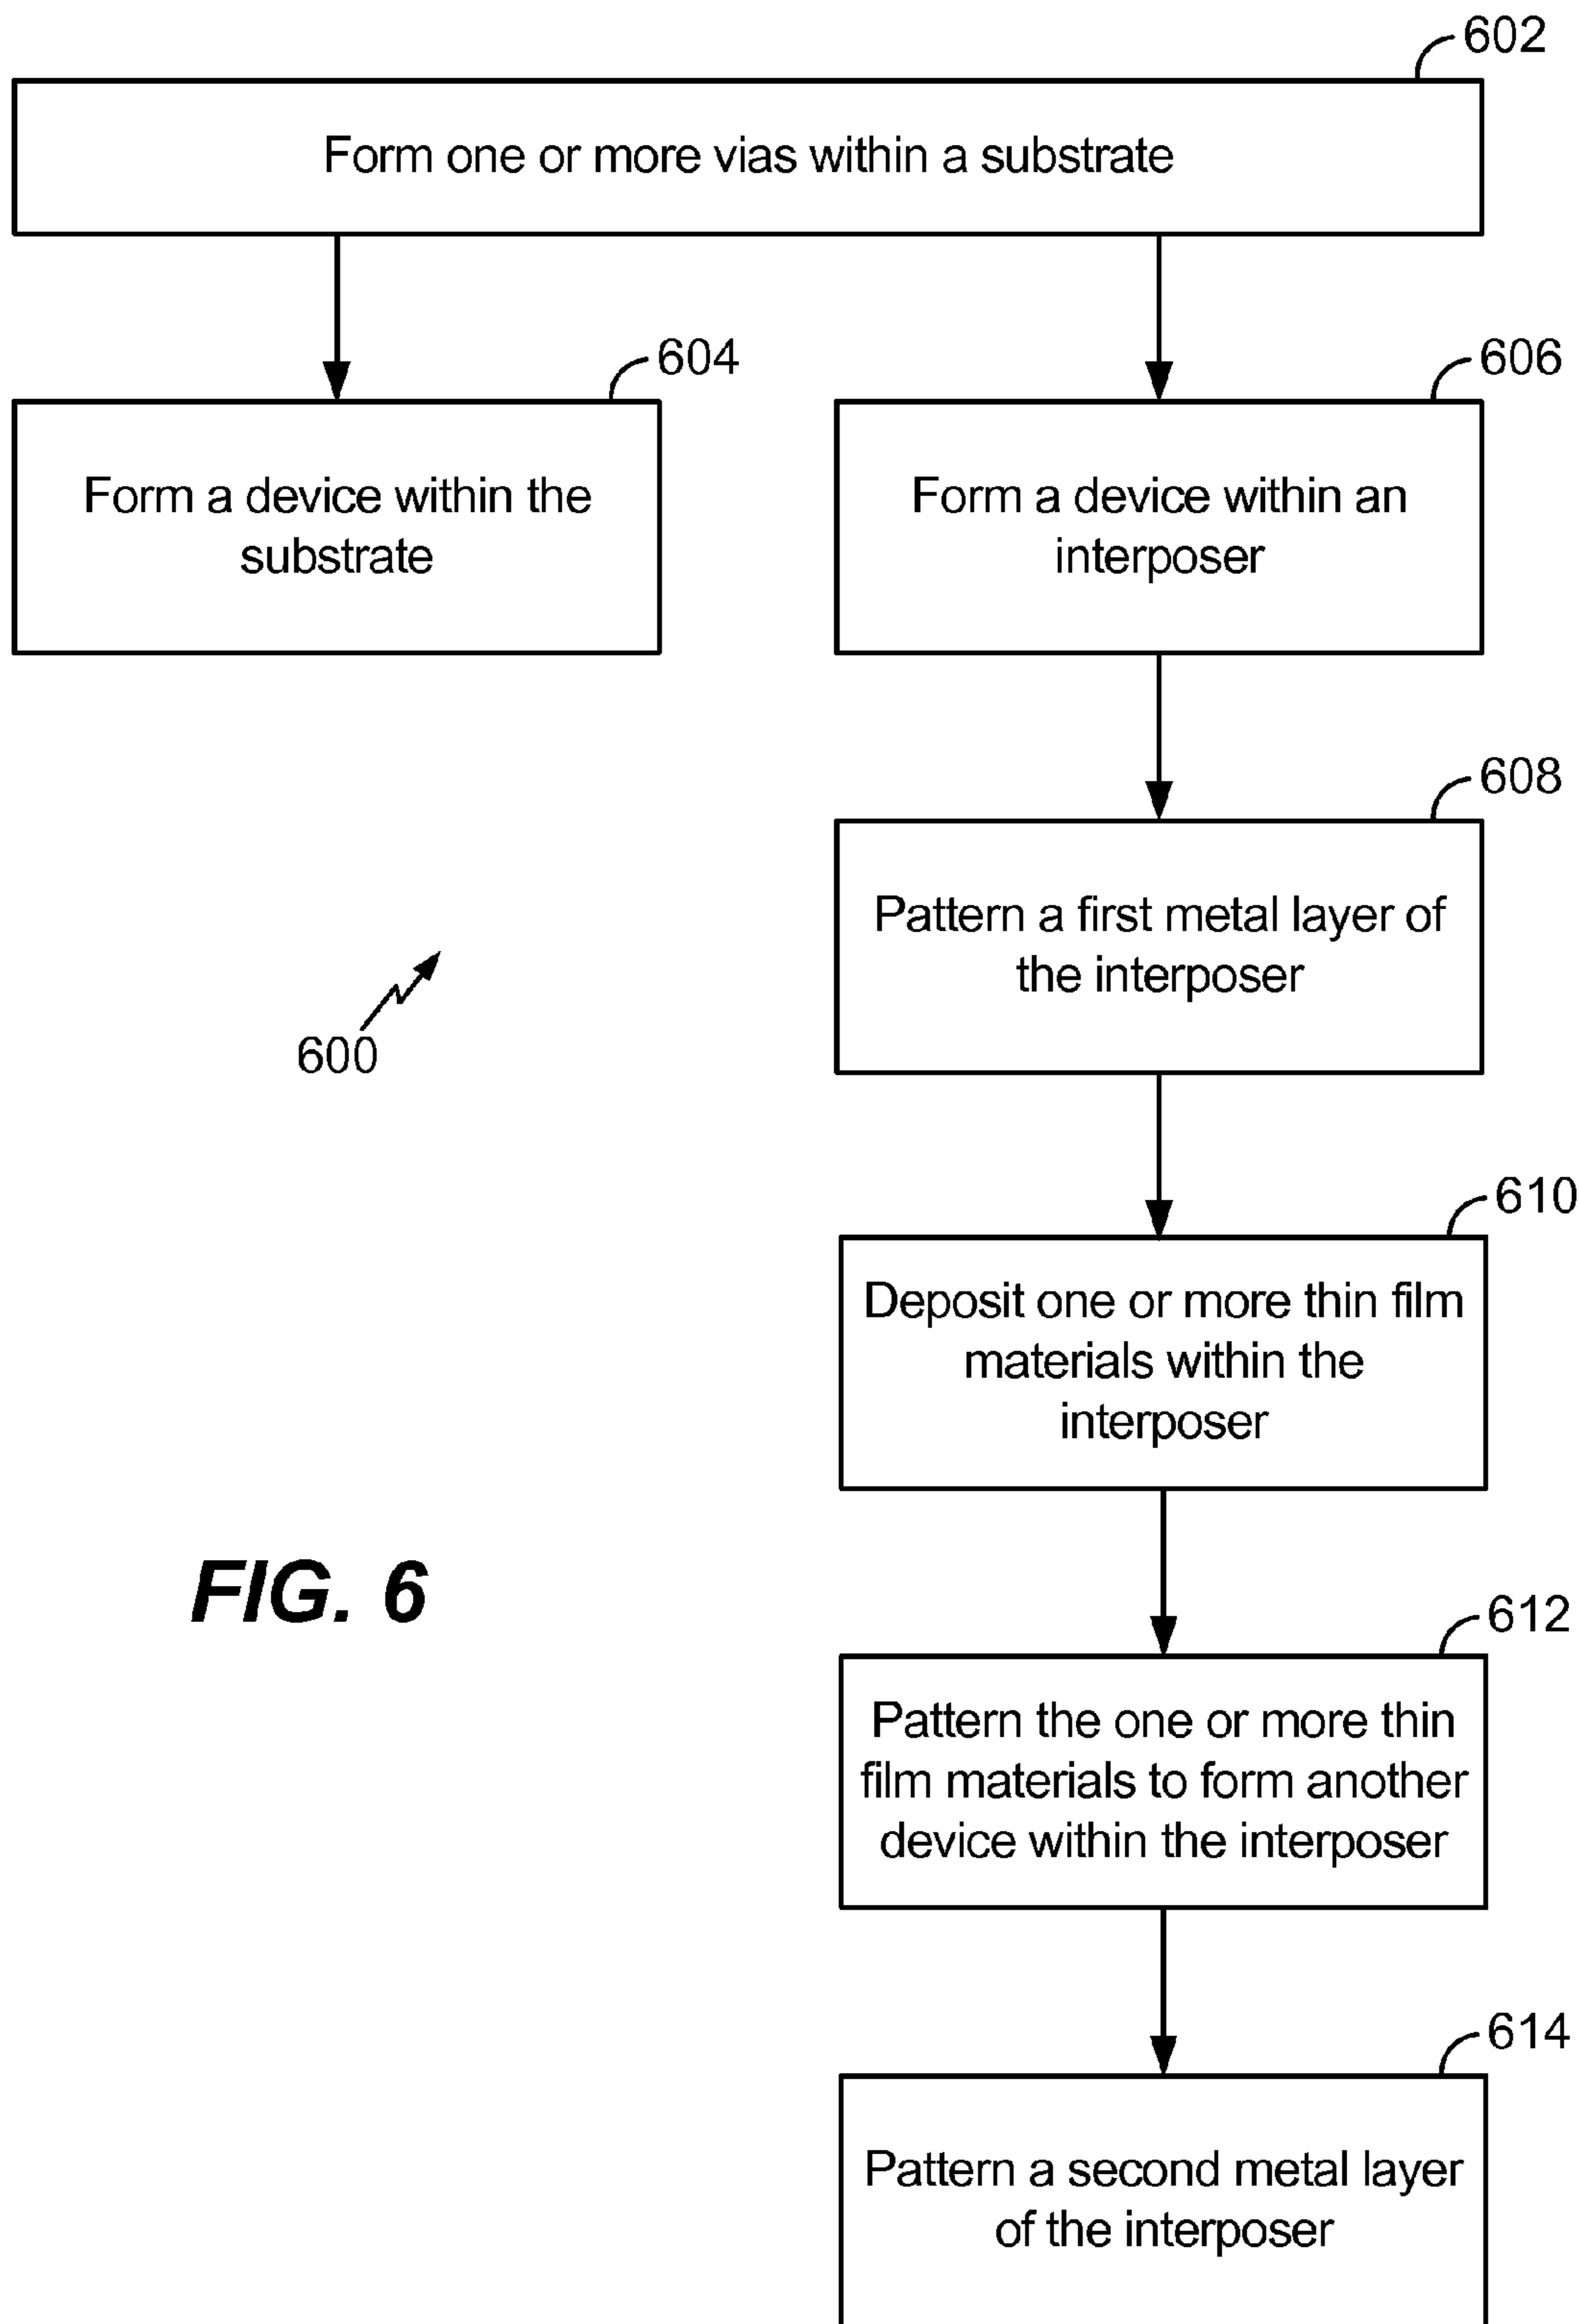 602
Form one or more vias within a substrate
604
Form a device within the
substrate
606
Form a device within an
interposer
608
Pattern a first metal layer of
the interposer
600
610
Deposit one or more thin film
materials within the
interposer
FIG. 6
612
Pattern the one or more thin
film materials to form another
device within the interposer
614
Pattern a second metal layer
of the interposer